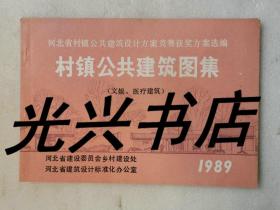 河北省村镇公共建筑设计方案竞赛获奖方案选编
村镇公共建筑图集
(文娱、医疗建筑)
光兴书店
河北省建设委员会乡村建设处
河北省建筑设计标准化办公室
1989